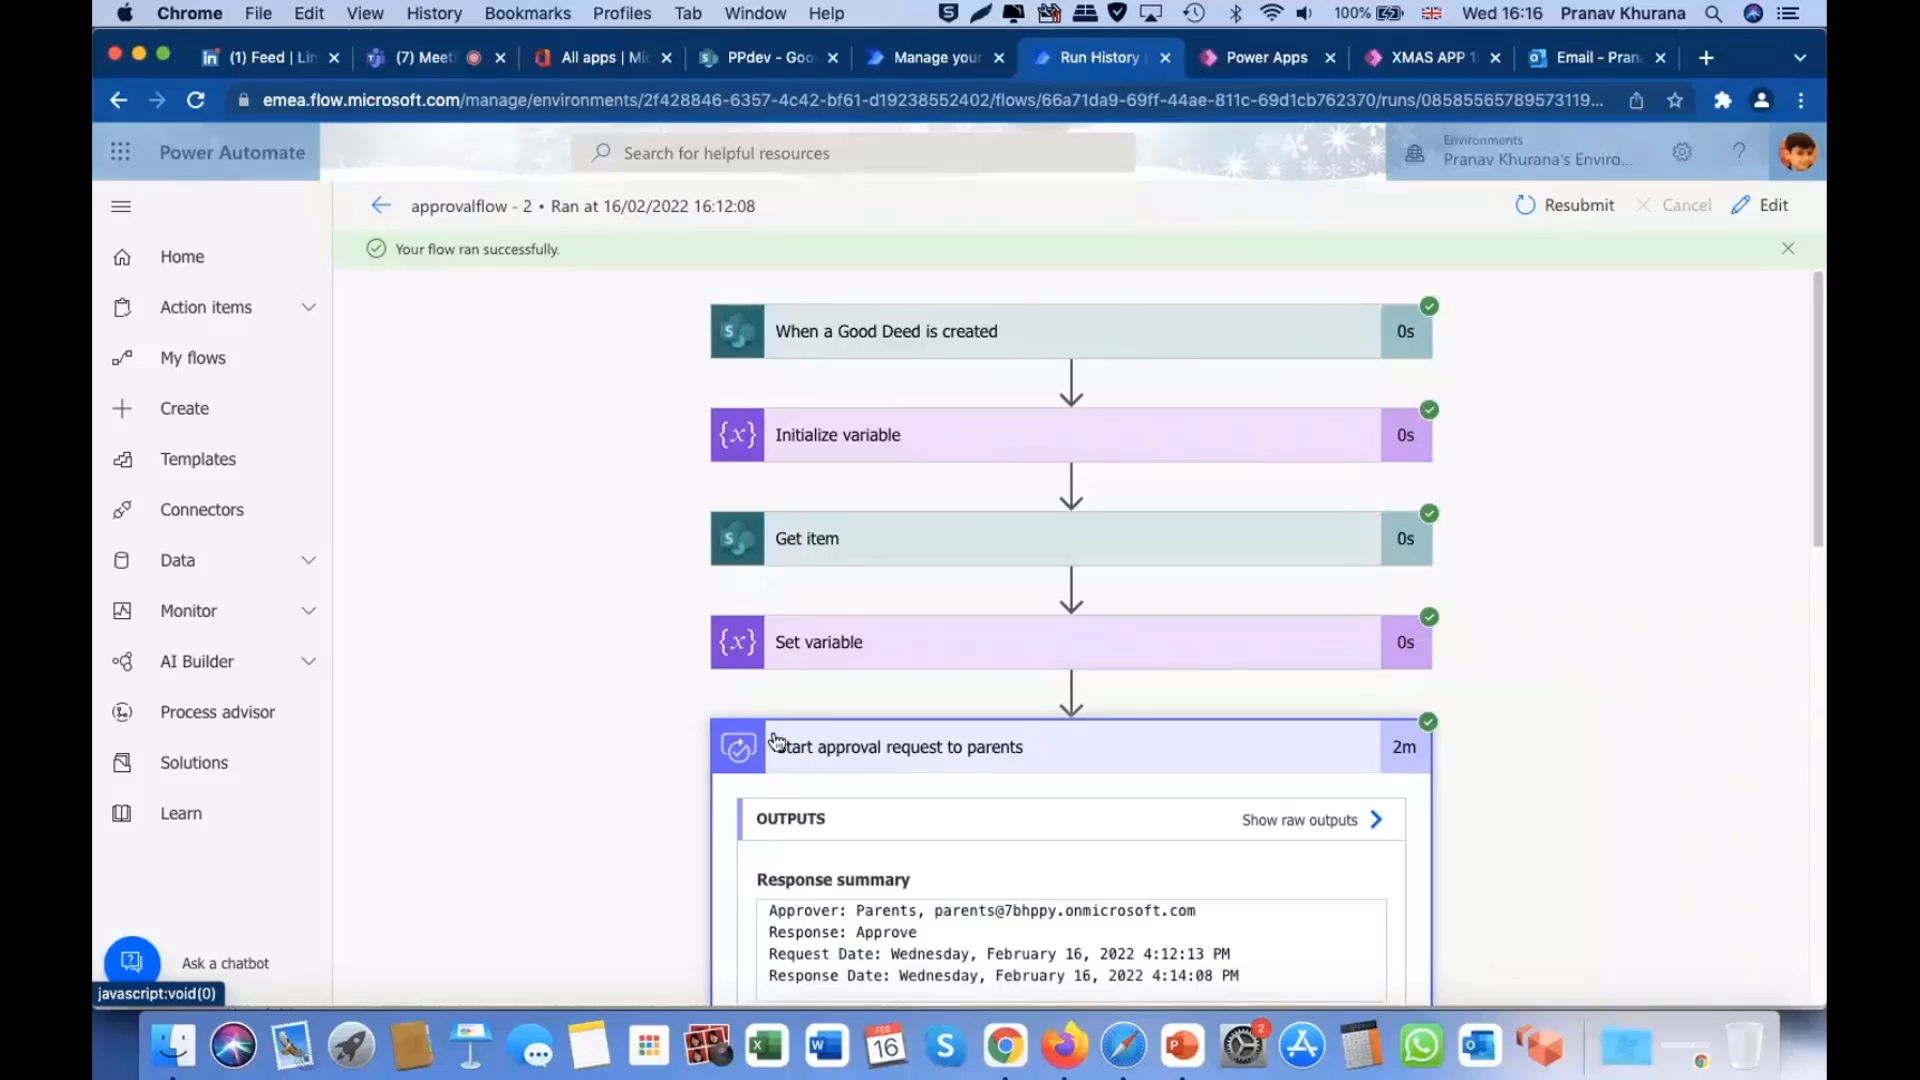 Chrome File Edit View History Bookmarks Profiles Tab Window Help 100% Wed 16:16 Pranav Khurana
(1) Feed | Lin (7) Meeti All apps | Mi PPdev - Goo Manage your Run History Power Apps XMAS APP 1 Email - Pran
emea.flow.microsoft.com/manage/environments/2f428846-6357-4c42-bf61-d19238552402/flows/66a71da9-69ff-44ae-811c-69d1cb762370/runs/08585565789573119...
Power Automate
Search for helpful resources
Environments
Pranav Khurana's Enviro...
approvalflow - 2 • Ran at 16/02/2022 16:12:08
Resubmit Cancel Edit
Your flow ran successfully.
Home
Action items
My flows
Create
Templates
Connectors
Data
Monitor
AI Builder
Process advisor
Solutions
Learn
Ask a chatbot
javascript:void(0)
When a Good Deed is created 0s
{x} Initialize variable 0s
Get item 0s
{x} Set variable 0s
Start approval request to parents 2m
OUTPUTS Show raw outputs
Response summary
Approver: Parents, parents@7bhppy.onmicrosoft.com
Response: Approve
Request Date: Wednesday, February 16, 2022 4:12:13 PM
Response Date: Wednesday, February 16, 2022 4:14:08 PM
FEB
16
2